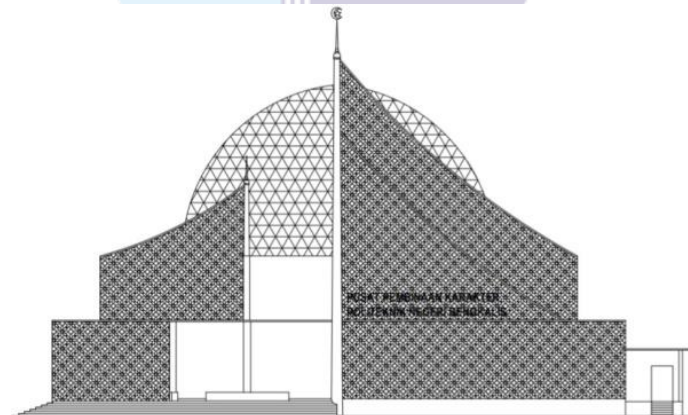 PUSAT PEMBINAAN KARAKTER
POLITEKNIK NEGERI BENGKALIS